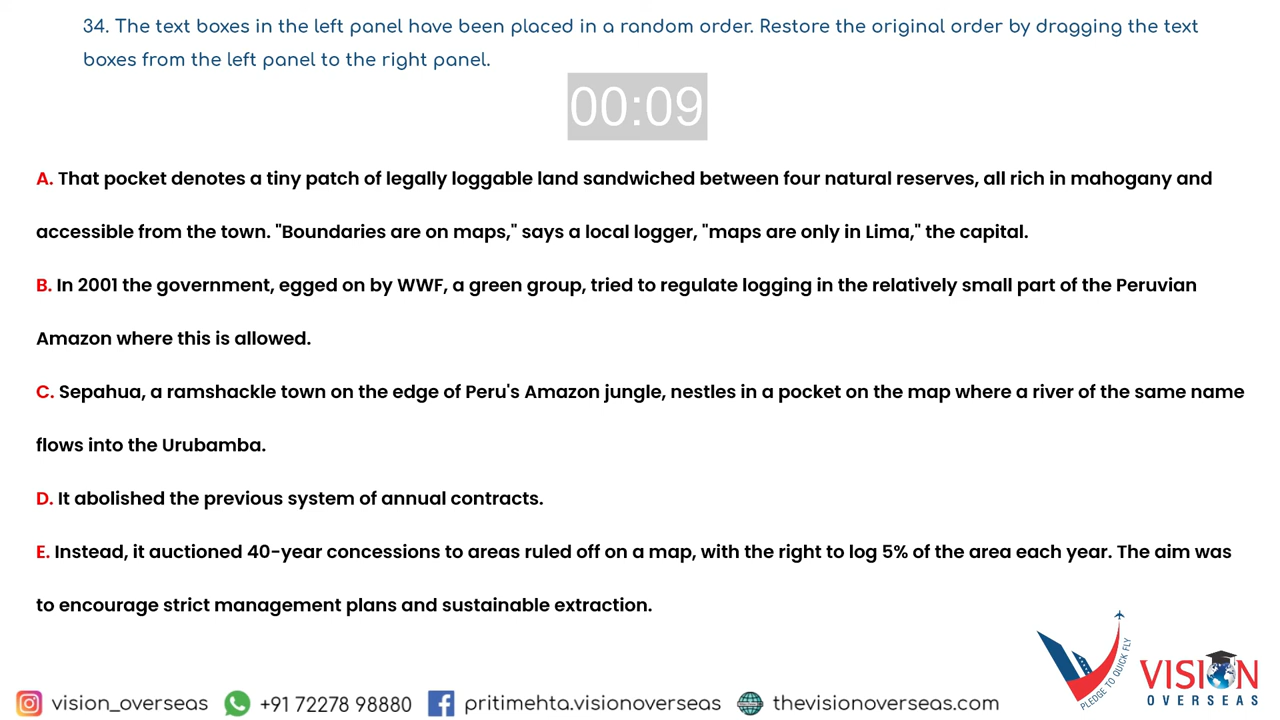 34. The text boxes in the left panel have been placed in a random order. Restore the original order by dragging the text
boxes from the left panel to the right panel.
00:09
A. That pocket denotes a tiny patch of legally loggable land sandwiched between four natural reserves, all rich in mahogany and
accessible from the town. "Boundaries are on maps," says a local logger, "maps are only in Lima," the capital.
B. In 2001 the government, egged on by WWF, a green group, tried to regulate logging in the relatively small part of the Peruvian
Amazon where this is allowed.
C. Sepahua, a ramshackle town on the edge of Peru's Amazon jungle, nestles in a pocket on the map where a river of the same name
flows into the Urubamba.
D. It abolished the previous system of annual contracts.
E. Instead, it auctioned 40-year concessions to areas ruled off on a map, with the right to log 5% of the area each year. The aim was
to encourage strict management plans and sustainable extraction.
PLEDGE TO QUICK FLY
VISION
OVERSEAS
vision_overseas
+91 72278 98880
pritimehta.visionoverseas
thevisionoverseas.com